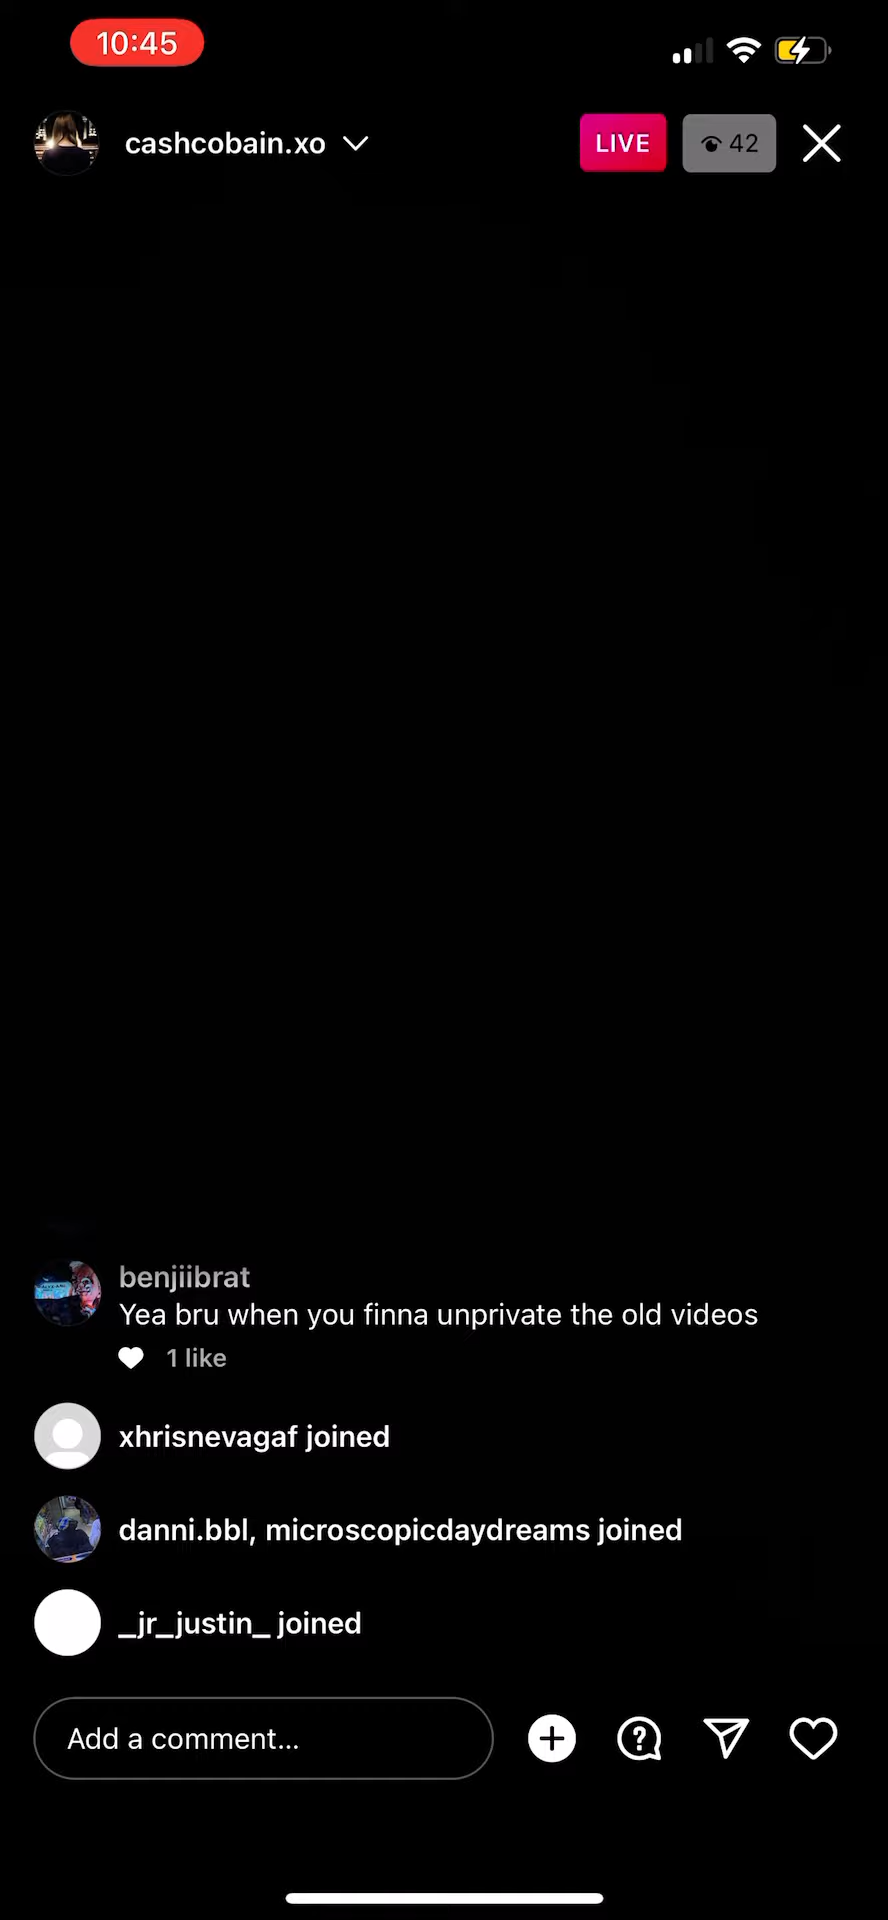 10:45
cashcobain.xo
LIVE
42
benjiibrat
Yea bru when you finna unprivate the old videos
1 like
xhrisnevagaf joined
danni.bbl, microscopicdaydreams joined
_jr_justin_ joined
Add a comment...